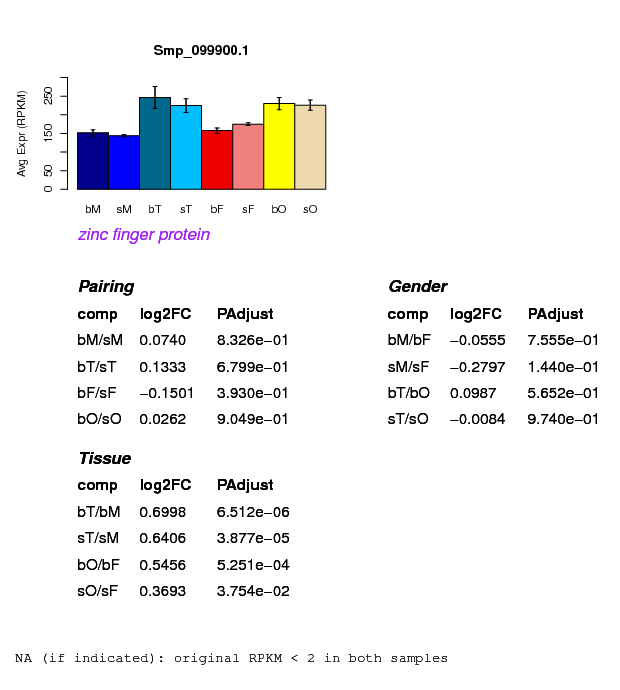 Smp_099900.1
Avg Expr (RPKM)
250
150
50
0
bM sM bT sT bF sF bO sO
zinc finger protein
Pairing
comp log2FC PAdjust
bM/sM 0.0740 8.326e−01
bT/sT 0.1333 6.799e−01
bF/sF −0.1501 3.930e−01
bO/sO 0.0262 9.049e−01
Gender
comp log2FC PAdjust
bM/bF −0.0555 7.555e−01
sM/sF −0.2797 1.440e−01
bT/bO 0.0987 5.652e−01
sT/sO −0.0084 9.740e−01
Tissue
comp log2FC PAdjust
bT/bM 0.6998 6.512e−06
sT/sM 0.6406 3.877e−05
bO/bF 0.5456 5.251e−04
sO/sF 0.3693 3.754e−02
NA (if indicated): original RPKM < 2 in both samples